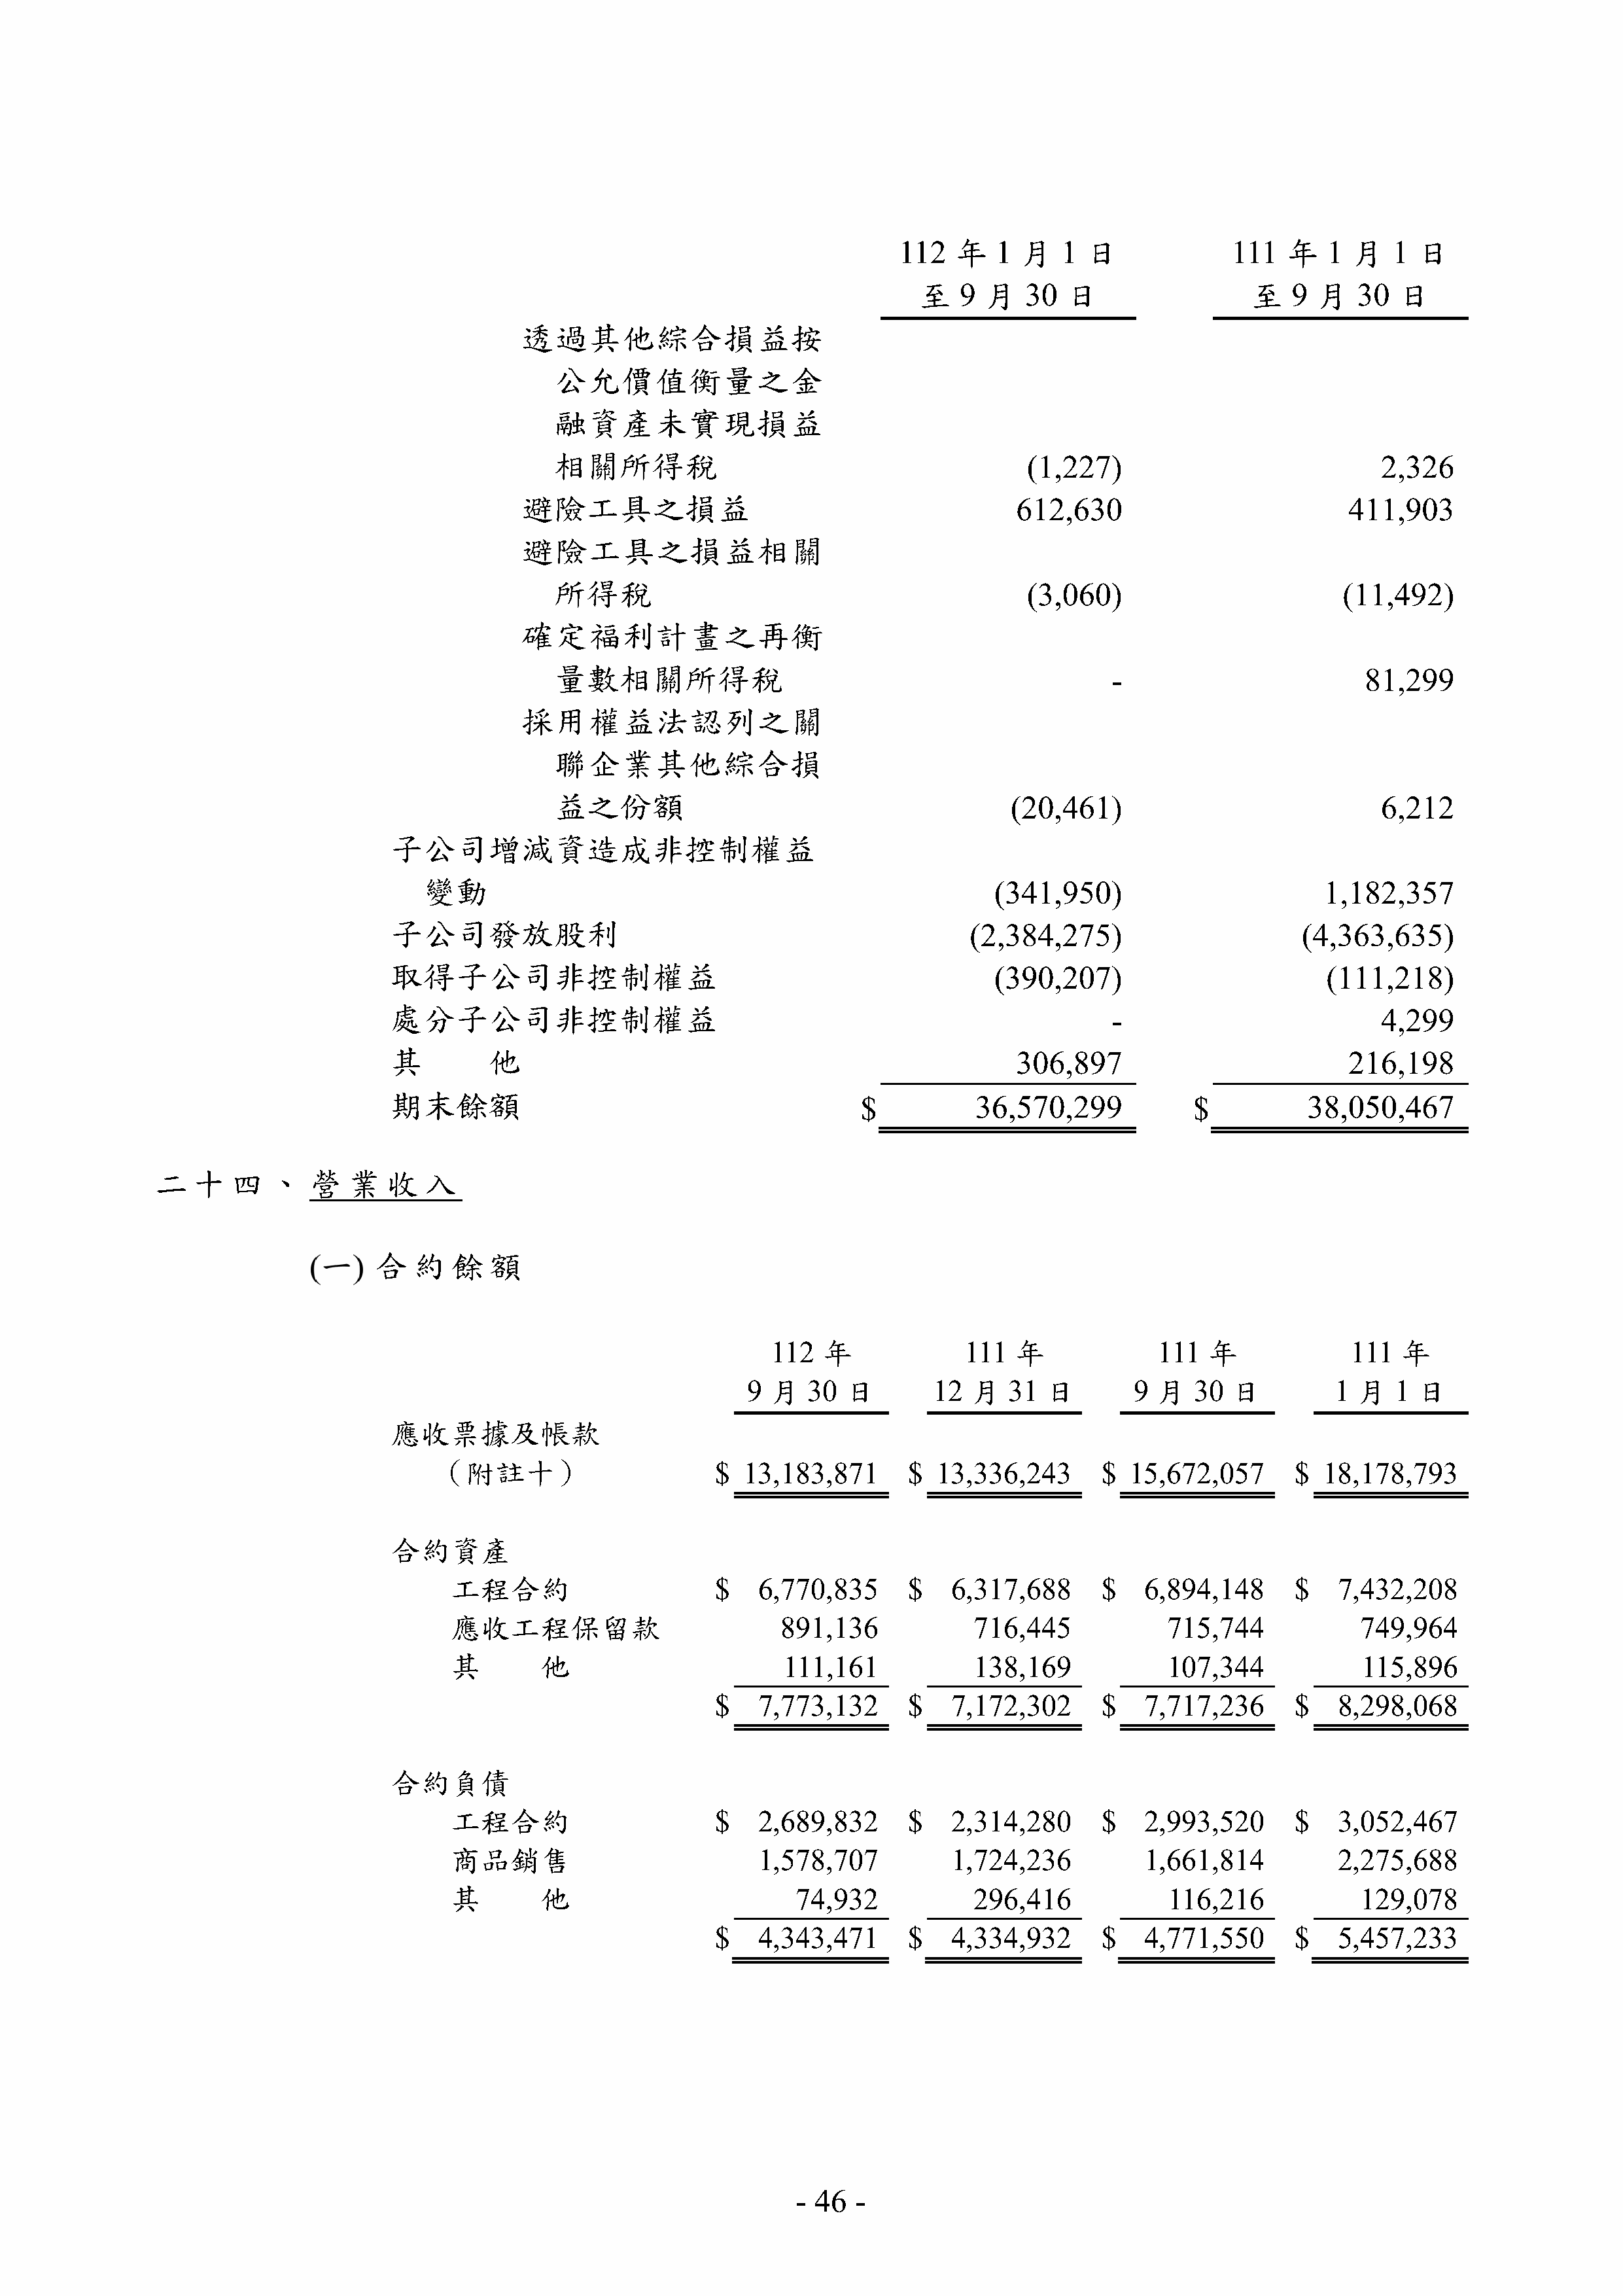 112 年 1 月 1 日 111 年 1 月 1 日
至 9 月 30 日 至 9 月 30 日
透過其他綜合損益按
公允價值衡量之金
融資產未實現損益
相關所得稅 (1,227) 2,326
避險工具之損益 612,630 411,903
避險工具之損益相關
所得稅 (3,060) (11,492)
確定福利計畫之再衡
量數相關所得稅 - 81,299
採用權益法認列之關
聯企業其他綜合損
益之份額 (20,461) 6,212
子公司增減資造成非控制權益
變動 (341,950) 1,182,357
子公司發放股利 (2,384,275) (4,363,635)
取得子公司非控制權益 (390,207) (111,218)
處分子公司非控制權益 - 4,299
其 他 306,897 216,198
期末餘額 $ 36,570,299 $ 38,050,467
二十四、營業收入
(一) 合約餘額
112 年 111 年 111 年 111 年
9 月 30 日 12 月 31 日 9 月 30 日 1 月 1 日
應收票據及帳款
（附註十） $ 13,183,871 $ 13,336,243 $ 15,672,057 $ 18,178,793
合約資產
工程合約 $ 6,770,835 $ 6,317,688 $ 6,894,148 $ 7,432,208
應收工程保留款 891,136 716,445 715,744 749,964
其 他 111,161 138,169 107,344 115,896
$ 7,773,132 $ 7,172,302 $ 7,717,236 $ 8,298,068
合約負債
工程合約 $ 2,689,832 $ 2,314,280 $ 2,993,520 $ 3,052,467
商品銷售 1,578,707 1,724,236 1,661,814 2,275,688
其 他 74,932 296,416 116,216 129,078
$ 4,343,471 $ 4,334,932 $ 4,771,550 $ 5,457,233
- 46 -